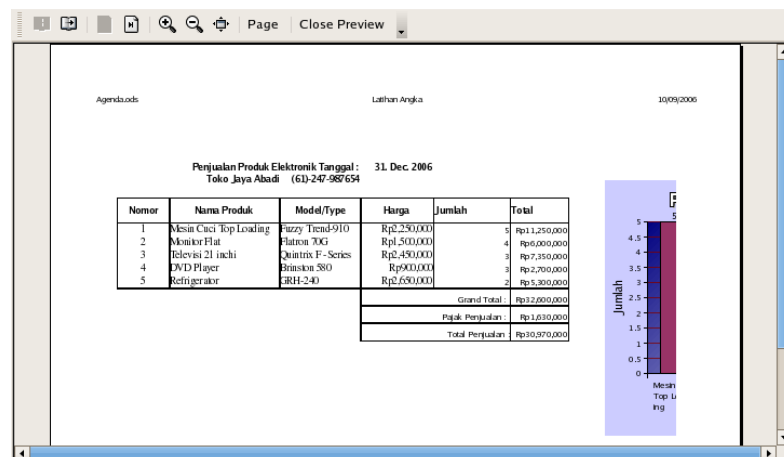 Page Close Preview
Agenda.ods Latihan Angka 10/09/2006
Penjualan Produk Elektronik Tanggal : 31. Dec. 2006
Toko Jaya Abadi (61)-247-987654
Nomor Nama Produk Model/Type Harga Jumlah Total
1 Mesin Cuci Top Loading Fuzzy Trend-910 Rp2,250,000 5 Rp11,250,000
2 Monitor Flat Flatron 70G Rp1,500,000 4 Rp6,000,000
3 Televisi 21 inchi Quintrix F - Series Rp2,450,000 3 Rp7,350,000
4 DVD Player Brinston 580 Rp900,000 3 Rp2,700,000
5 Refrigerator GRH-240 Rp2,650,000 2 Rp5,300,000
Grand Total : Rp32,600,000
Pajak Penjualan : Rp1,630,000
Total Penjualan : Rp30,970,000
5
5
4.5
4
3.5
3
2.5
2
1.5
1
0.5
0
Jumlah
Mesin
Top
ing